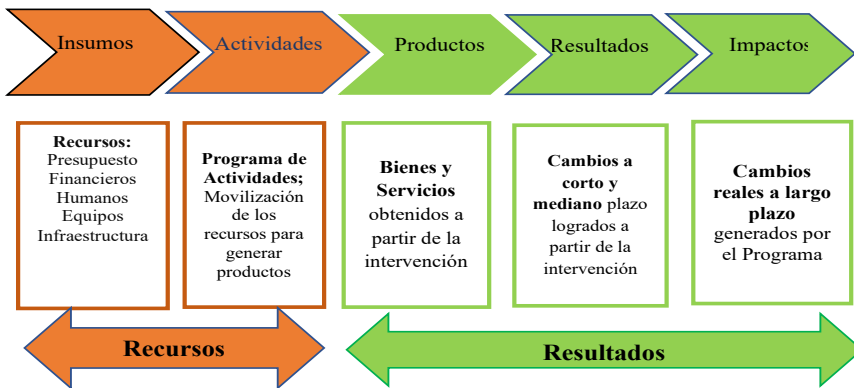 Insumos
Actividades
Productos
Resultados
Impactos
Recursos:
Presupuesto
Financieros
Humanos
Equipos
Infraestructura
Programa de
Actividades;
Movilización
de los
recursos para
generar
productos
Bienes y
Servicios
obtenidos a
partir de la
intervención
Cambios a
corto y
mediano plazo
logrados a
partir de la
intervención
Cambios
reales a largo
plazo
generados por
el Programa
Recursos
Resultados